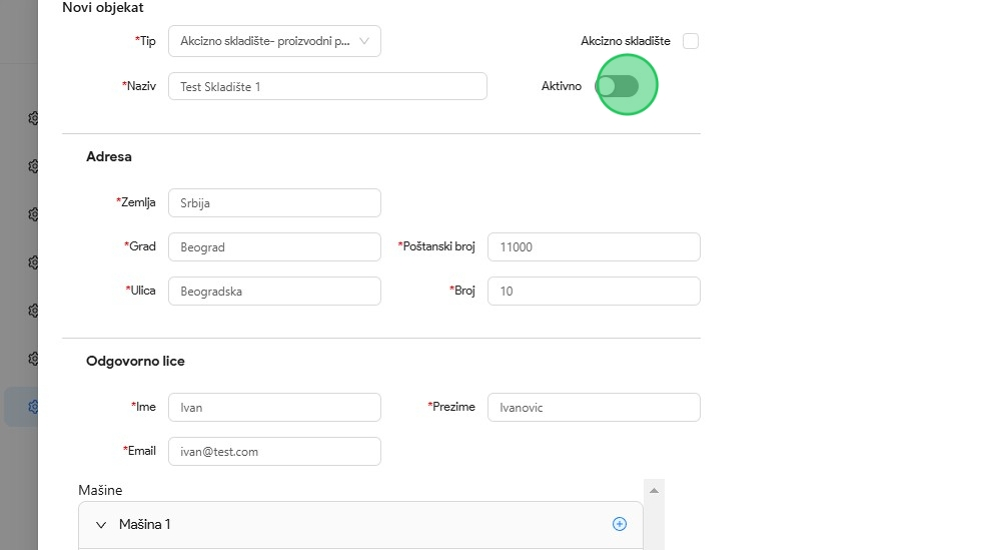 Novi objekat
*Tip Akcizno skladište- proizvodni p... Akcizno skladište
*Naziv Test Skladište 1 Aktivno
Adresa
*Zemlja Srbija
*Grad Beograd *Poštanski broj 11000
*Ulica Beogradska *Broj 10
Odgovorno lice
*Ime Ivan *Prezime Ivanovic
*Email ivan@test.com
Mašine
Mašina 1